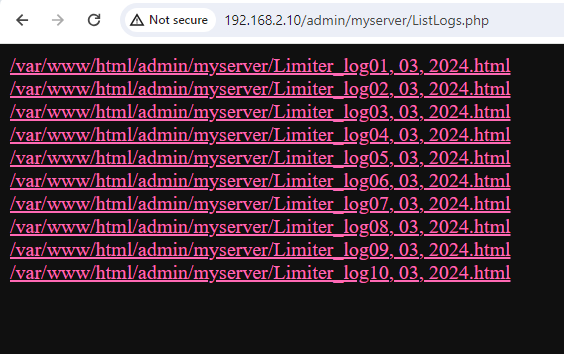 Not secure 192.168.2.10/admin/myserver/ListLogs.php
/var/www/html/admin/myserver/Limiter_log01, 03, 2024.html
/var/www/html/admin/myserver/Limiter_log02, 03, 2024.html
/var/www/html/admin/myserver/Limiter_log03, 03, 2024.html
/var/www/html/admin/myserver/Limiter_log04, 03, 2024.html
/var/www/html/admin/myserver/Limiter_log05, 03, 2024.html
/var/www/html/admin/myserver/Limiter_log06, 03, 2024.html
/var/www/html/admin/myserver/Limiter_log07, 03, 2024.html
/var/www/html/admin/myserver/Limiter_log08, 03, 2024.html
/var/www/html/admin/myserver/Limiter_log09, 03, 2024.html
/var/www/html/admin/myserver/Limiter_log10, 03, 2024.html